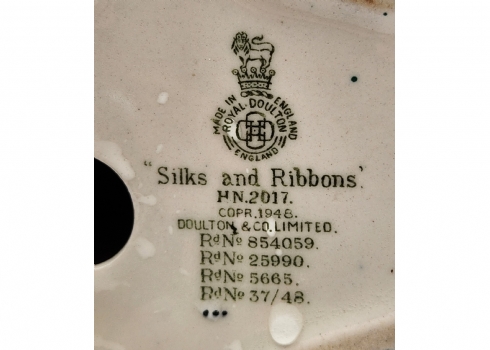 MADE IN ENGLAND
ROYAL DOULTON
ENGLAND
"Silks and Ribbons'
H N. 2017.
COPR. 1948.
DOULTON & CO. LIMITED.
Rd No 854059.
Rd No 25990.
Rd No 5665.
Rd No 37/48.